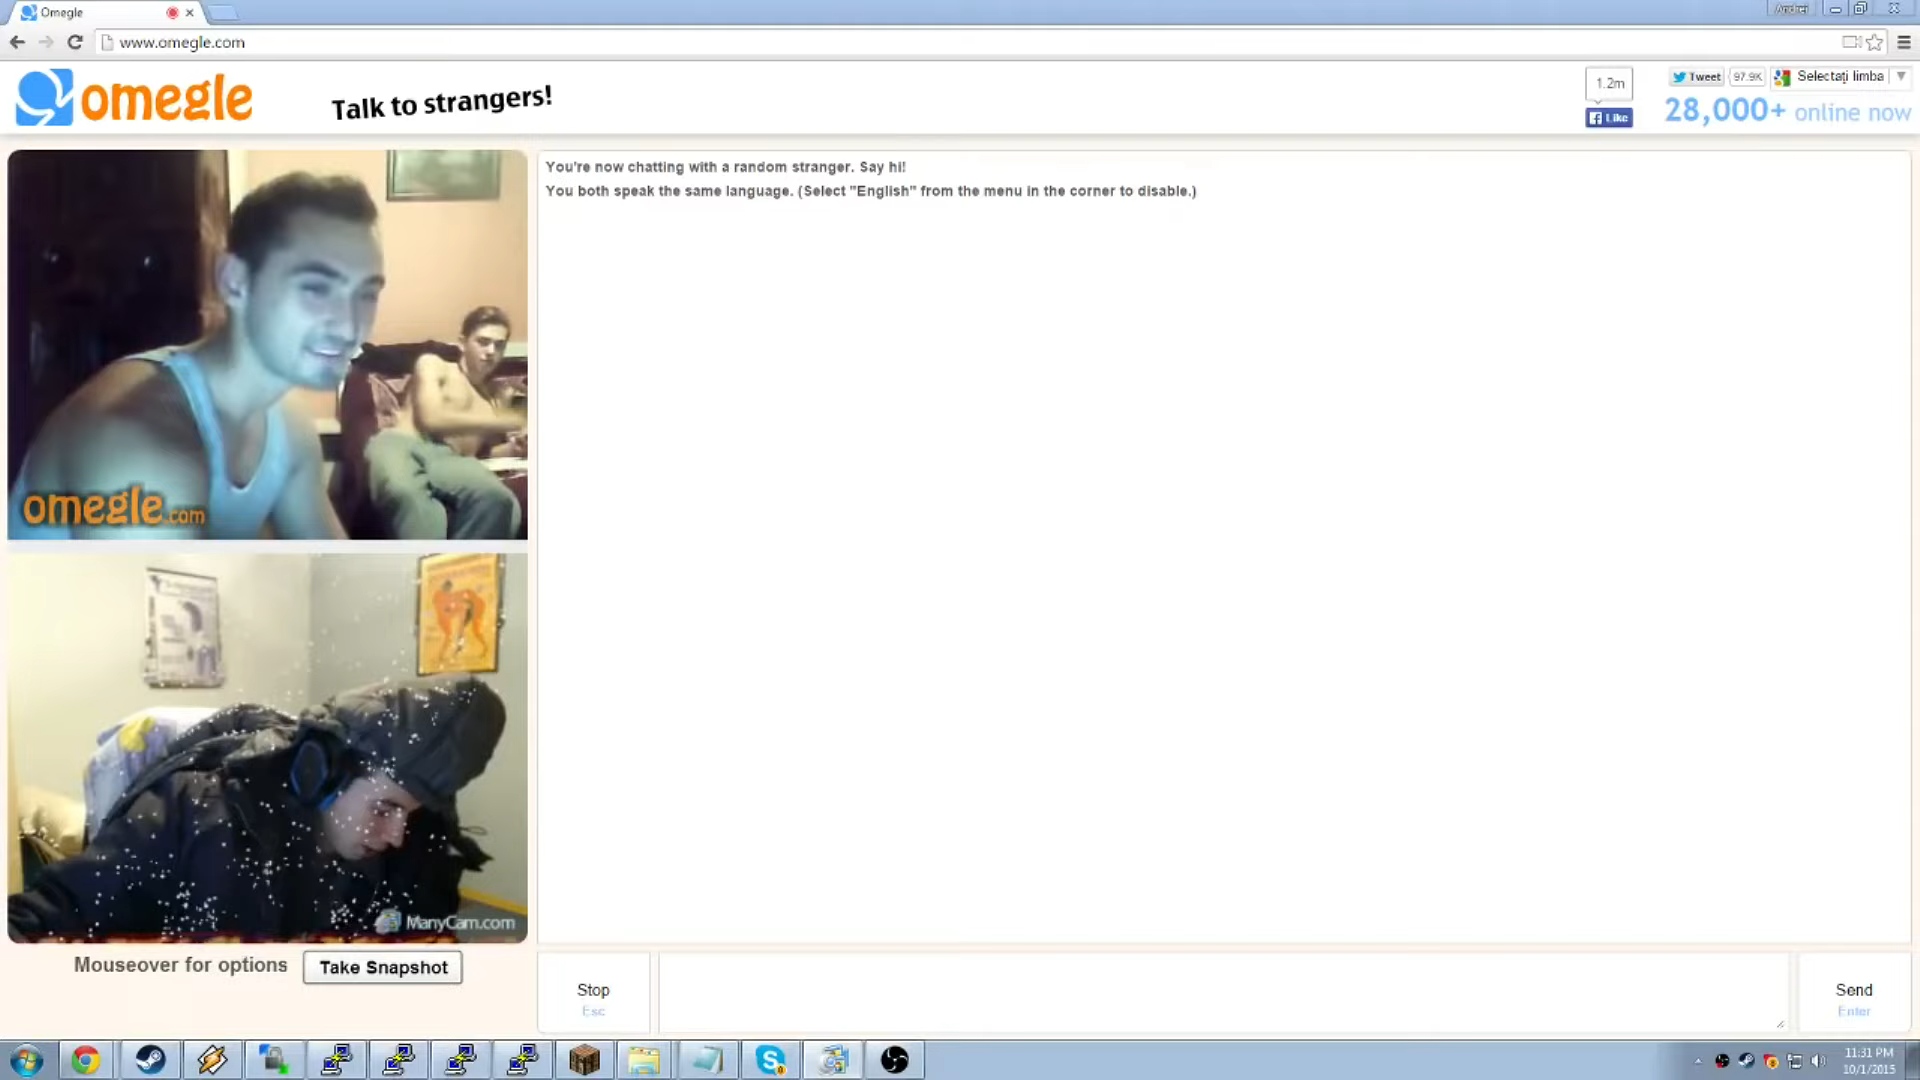 Omegle
Andrei
www.omegle.com
omegle
Talk to strangers!
1.2m
Like
Tweet
97.9K
Selectați limba
28,000+ online now
You're now chatting with a random stranger. Say hi!
You both speak the same language. (Select "English" from the menu in the corner to disable.)
omegle.com
ManyCam.com
Mouseover for options
Take Snapshot
Stop
Esc
Send
Enter
11:31 PM
10/1/2015